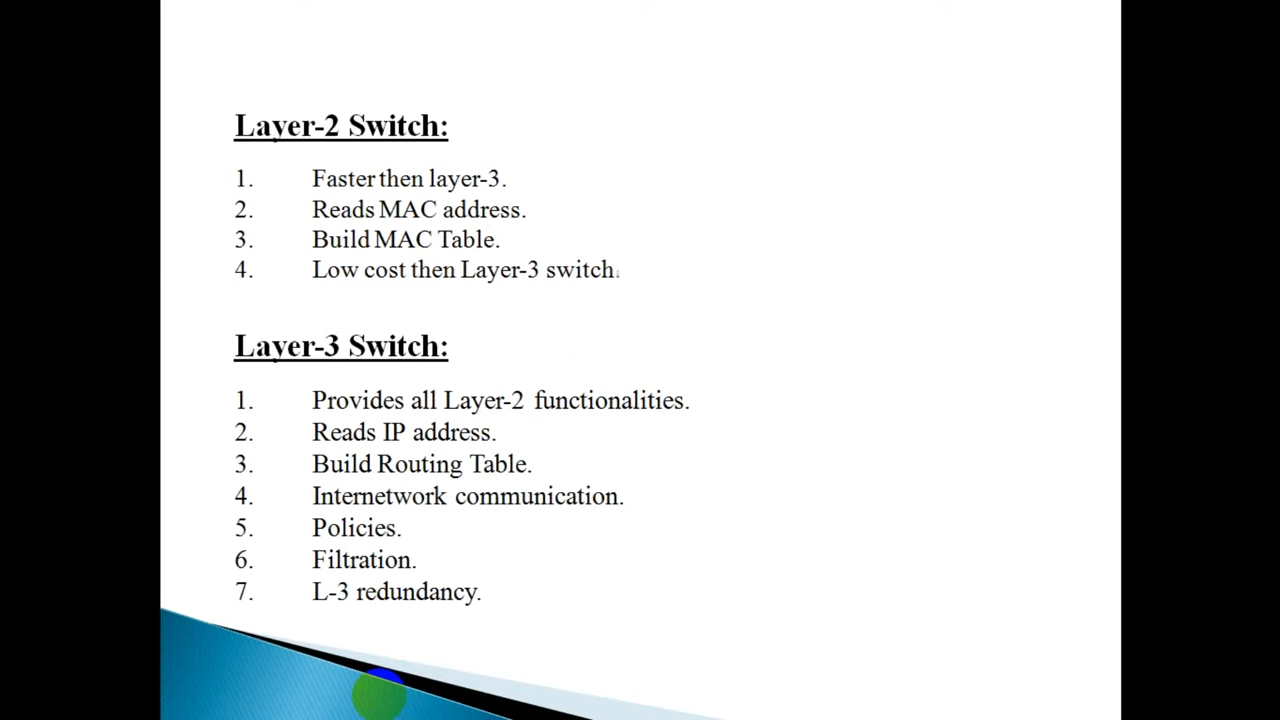 Layer-2 Switch:
1. Faster then layer-3.
2. Reads MAC address.
3. Build MAC Table.
4. Low cost then Layer-3 switch.
Layer-3 Switch:
1. Provides all Layer-2 functionalities.
2. Reads IP address.
3. Build Routing Table.
4. Internetwork communication.
5. Policies.
6. Filtration.
7. L-3 redundancy.